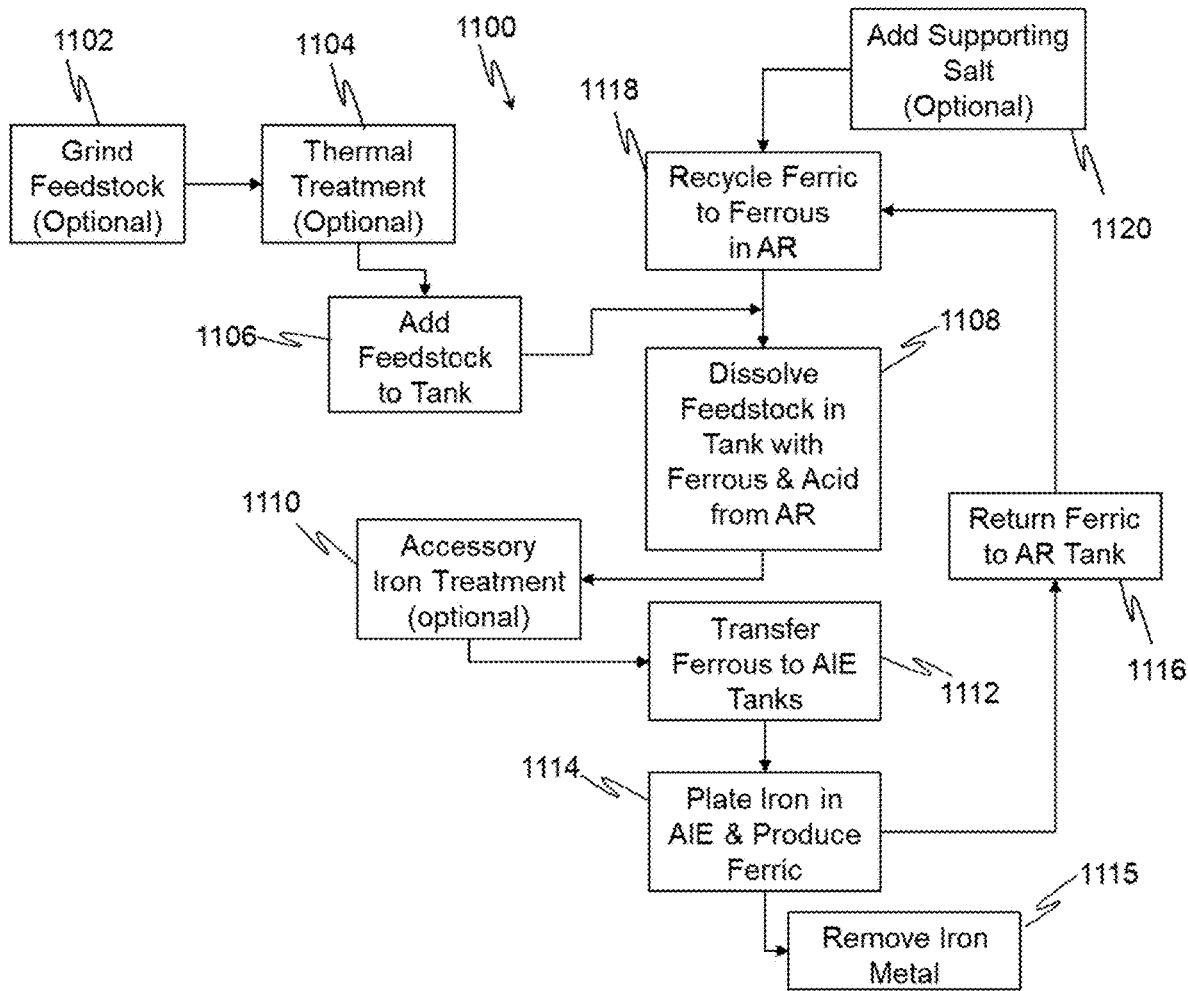 1102
1104
1100
Add Supporting
Salt
(Optional)
1118
Grind
Feedstock
(Optional)
Thermal
Treatment
(Optional)
Recycle Ferric
to Ferrous
in AR
1120
1106
Add
Feedstock
to Tank
1108
Dissolve
Feedstock in
Tank with
Ferrous & Acid
from AR
1110
Accessory
Iron Treatment
(optional)
Return Ferric
to AR Tank
1116
Transfer
Ferrous to AIE
Tanks
1112
1114
Plate Iron in
AIE & Produce
Ferric
1115
Remove Iron
Metal